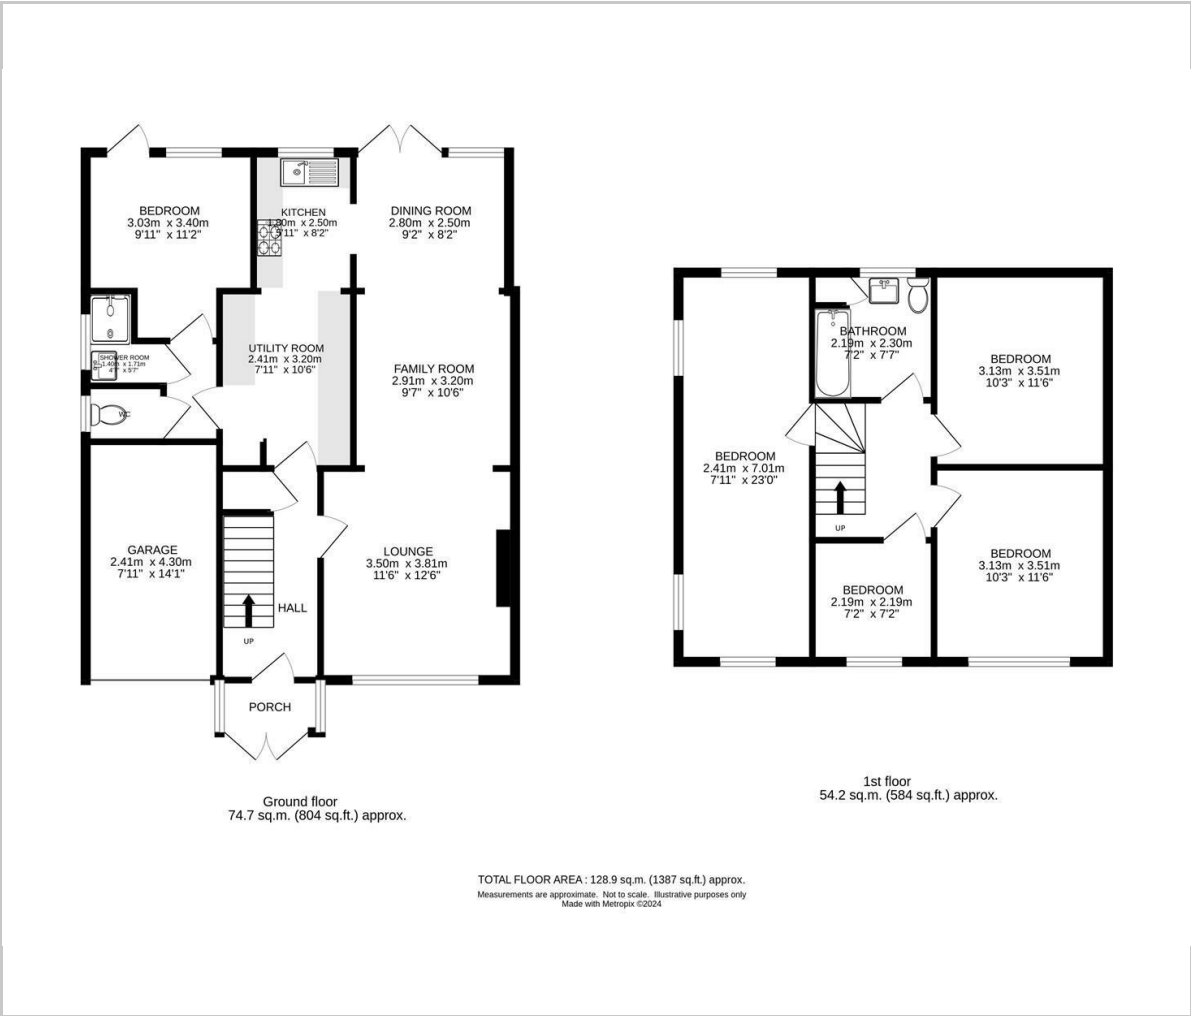 BEDROOM
3.03m x 3.40m
9'11" x 11'2"
KITCHEN
x 2.50m
x 8'2"
DINING ROOM
2.80m x 2.50m
9'2" x 8'2"
SHOWER ROOM
1.40m x 1.71m
x 5'7"
WC
UTILITY ROOM
2.41m x 3.20m
7'11" x 10'6"
FAMILY ROOM
2.91m x 3.20m
9'7" x 10'6"
GARAGE
2.41m x 4.30m
7'11" x 14'1"
LOUNGE
3.50m x 3.81m
11'6" x 12'6"
HALL
UP
PORCH
Ground floor
74.7 sq.m. (804 sq.ft.) approx.
BATHROOM
2.19m x 2.30m
7'2" x 7'7"
BEDROOM
3.13m x 3.51m
10'3" x 11'6"
BEDROOM
2.41m x 7.01m
7'11" x 23'0"
UP
BEDROOM
2.19m x 2.19m
7'2" x 7'2"
BEDROOM
3.13m x 3.51m
10'3" x 11'6"
1st floor
54.2 sq.m. (584 sq.ft.) approx.
TOTAL FLOOR AREA : 128.9 sq.m. (1387 sq.ft.) approx.
Measurements are approximate. Not to scale. Illustrative purposes only
Made with Metropix ©2024